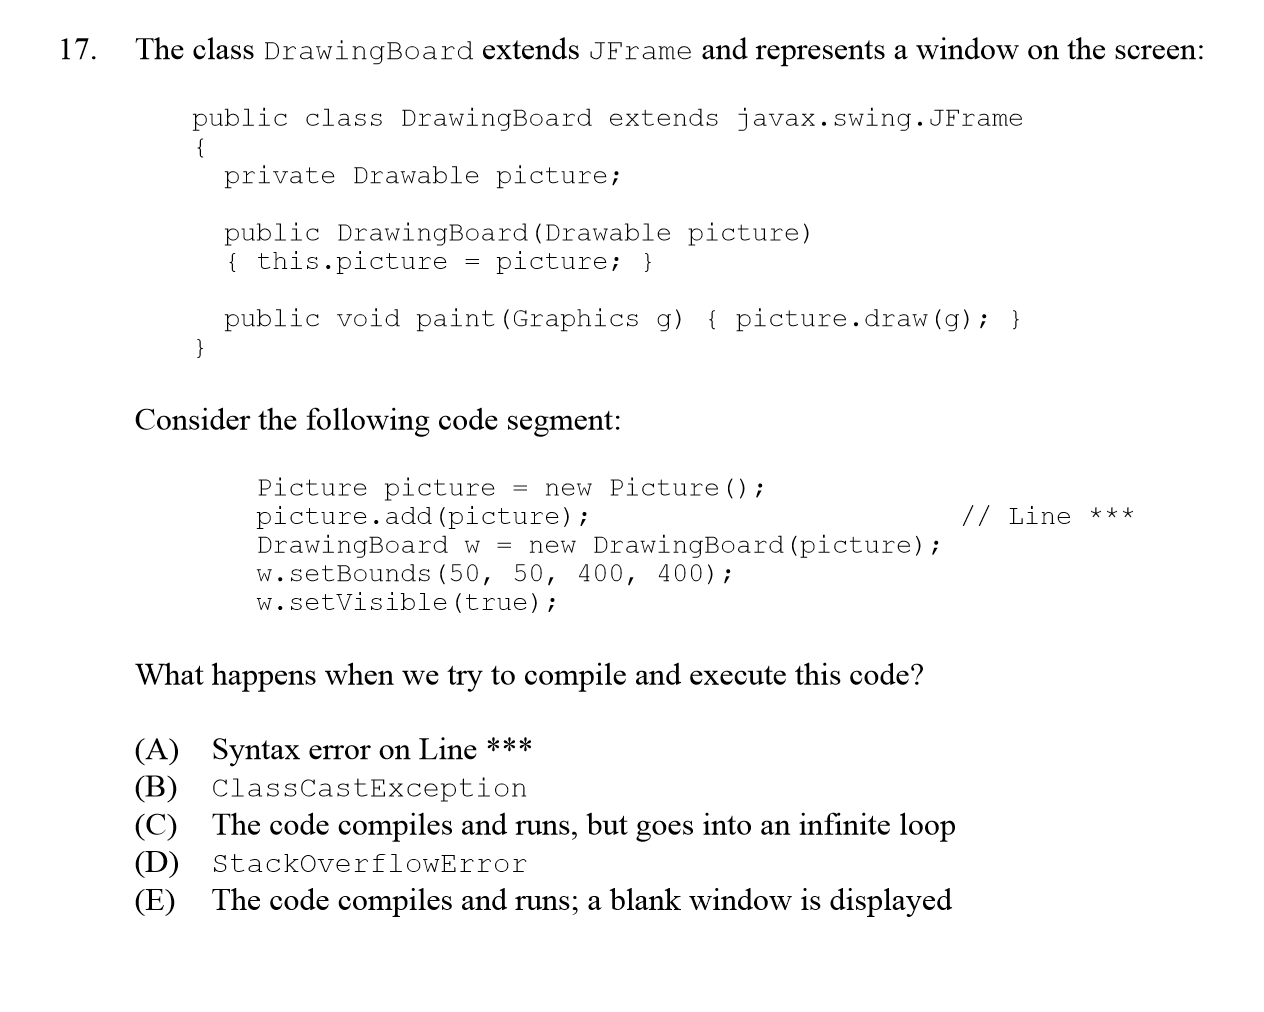 17. The class DrawingBoard extends JFrame and represents a window on the screen:
public class DrawingBoard extends javax.swing.JFrame
{
  private Drawable picture;
  public DrawingBoard(Drawable picture)
  { this.picture = picture; }
  public void paint(Graphics g) { picture.draw(g); }
}
Consider the following code segment:
Picture picture = new Picture();
picture.add(picture); // Line ***
DrawingBoard w = new DrawingBoard(picture);
w.setBounds(50, 50, 400, 400);
w.setVisible(true);
What happens when we try to compile and execute this code?
(A) Syntax error on Line ***
(B) ClassCastException
(C) The code compiles and runs, but goes into an infinite loop
(D) StackOverflowError
(E) The code compiles and runs; a blank window is displayed